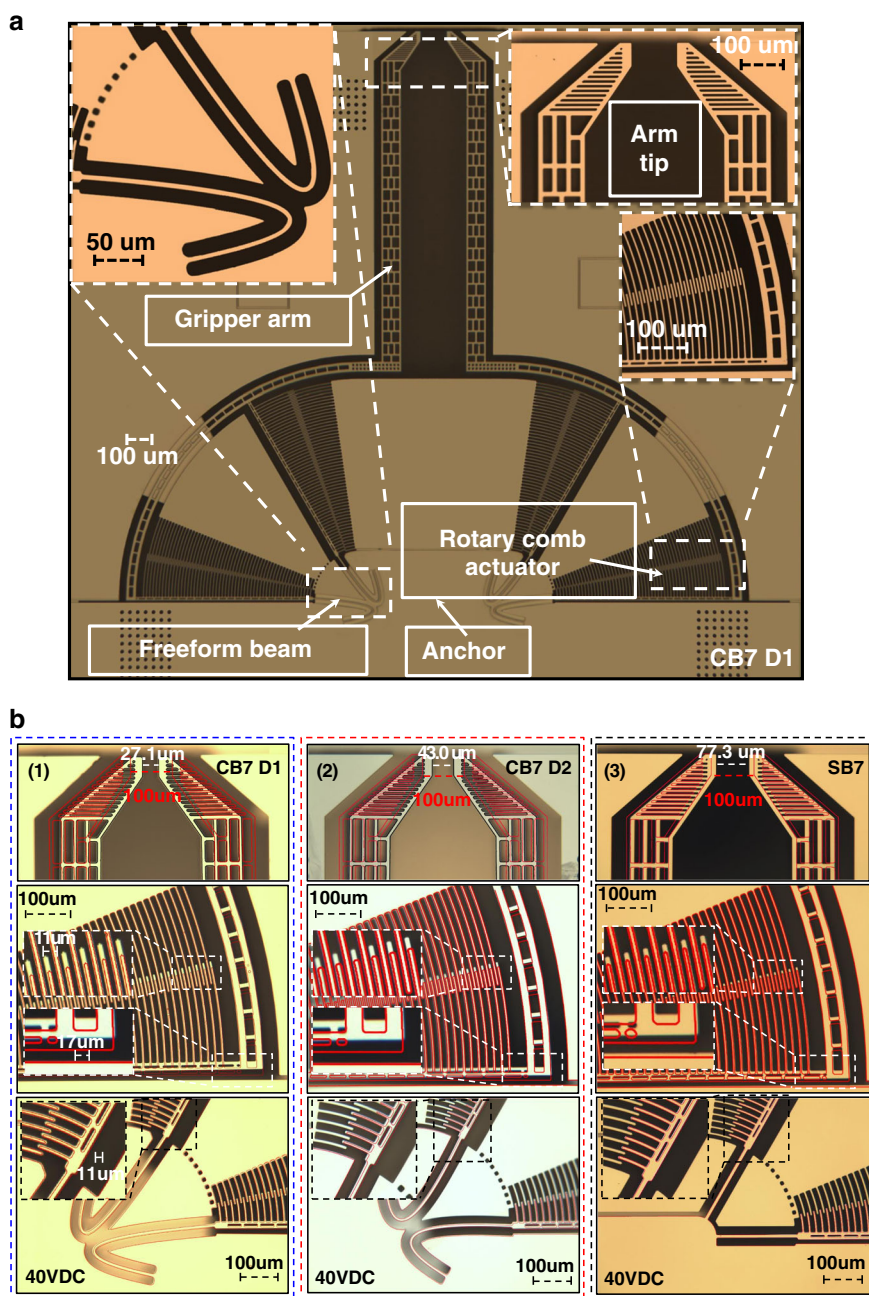 a
100 um
Arm
tip
50 um
Gripper arm
100 um
100 um
Rotary comb
actuator
Freeform beam
Anchor
CB7 D1
b
27.1um
(1)
CB7 D1
100um
43.0 um
(2)
CB7 D2
100um
77.3 um
(3)
SB7
100um
100um
11um
17um
100um
100um
11um
40VDC
100um
40VDC
100um
40VDC
100um